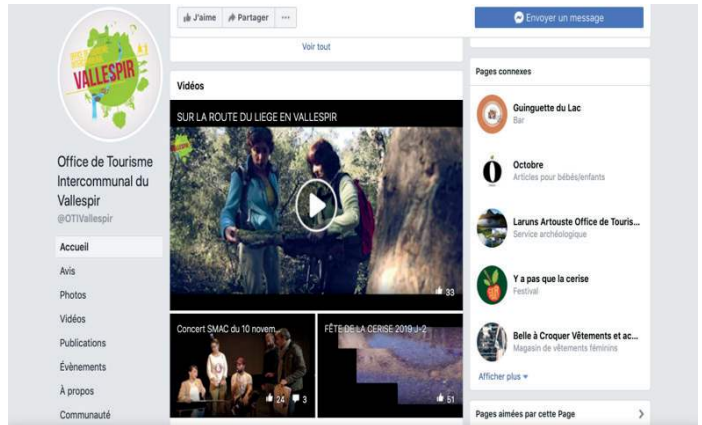 J'aime
Partager
...
Envoyer un message
Voir tout
VALLESPIR
Office de Tourisme
Intercommunal du
Vallespir
@OTIVallespir
Accueil
Avis
Photos
Vidéos
Publications
Évènements
À propos
Communauté
Vidéos
SUR LA ROUTE DU LIEGE EN VALLESPIR
33
Concert SMAC du 10 novem...
24
3
FÊTE DE LA CERISE 2019 J-2
51
Pages connexes
Guinguette du Lac
Bar
Octobre
Articles pour bébés/enfants
Laruns Artouste Office de Touris...
Service archéologique
Y a pas que la cerise
Festival
Belle à Croquer Vêtements et ac...
Magasin de vêtements féminins
Afficher plus
Pages aimées par cette Page